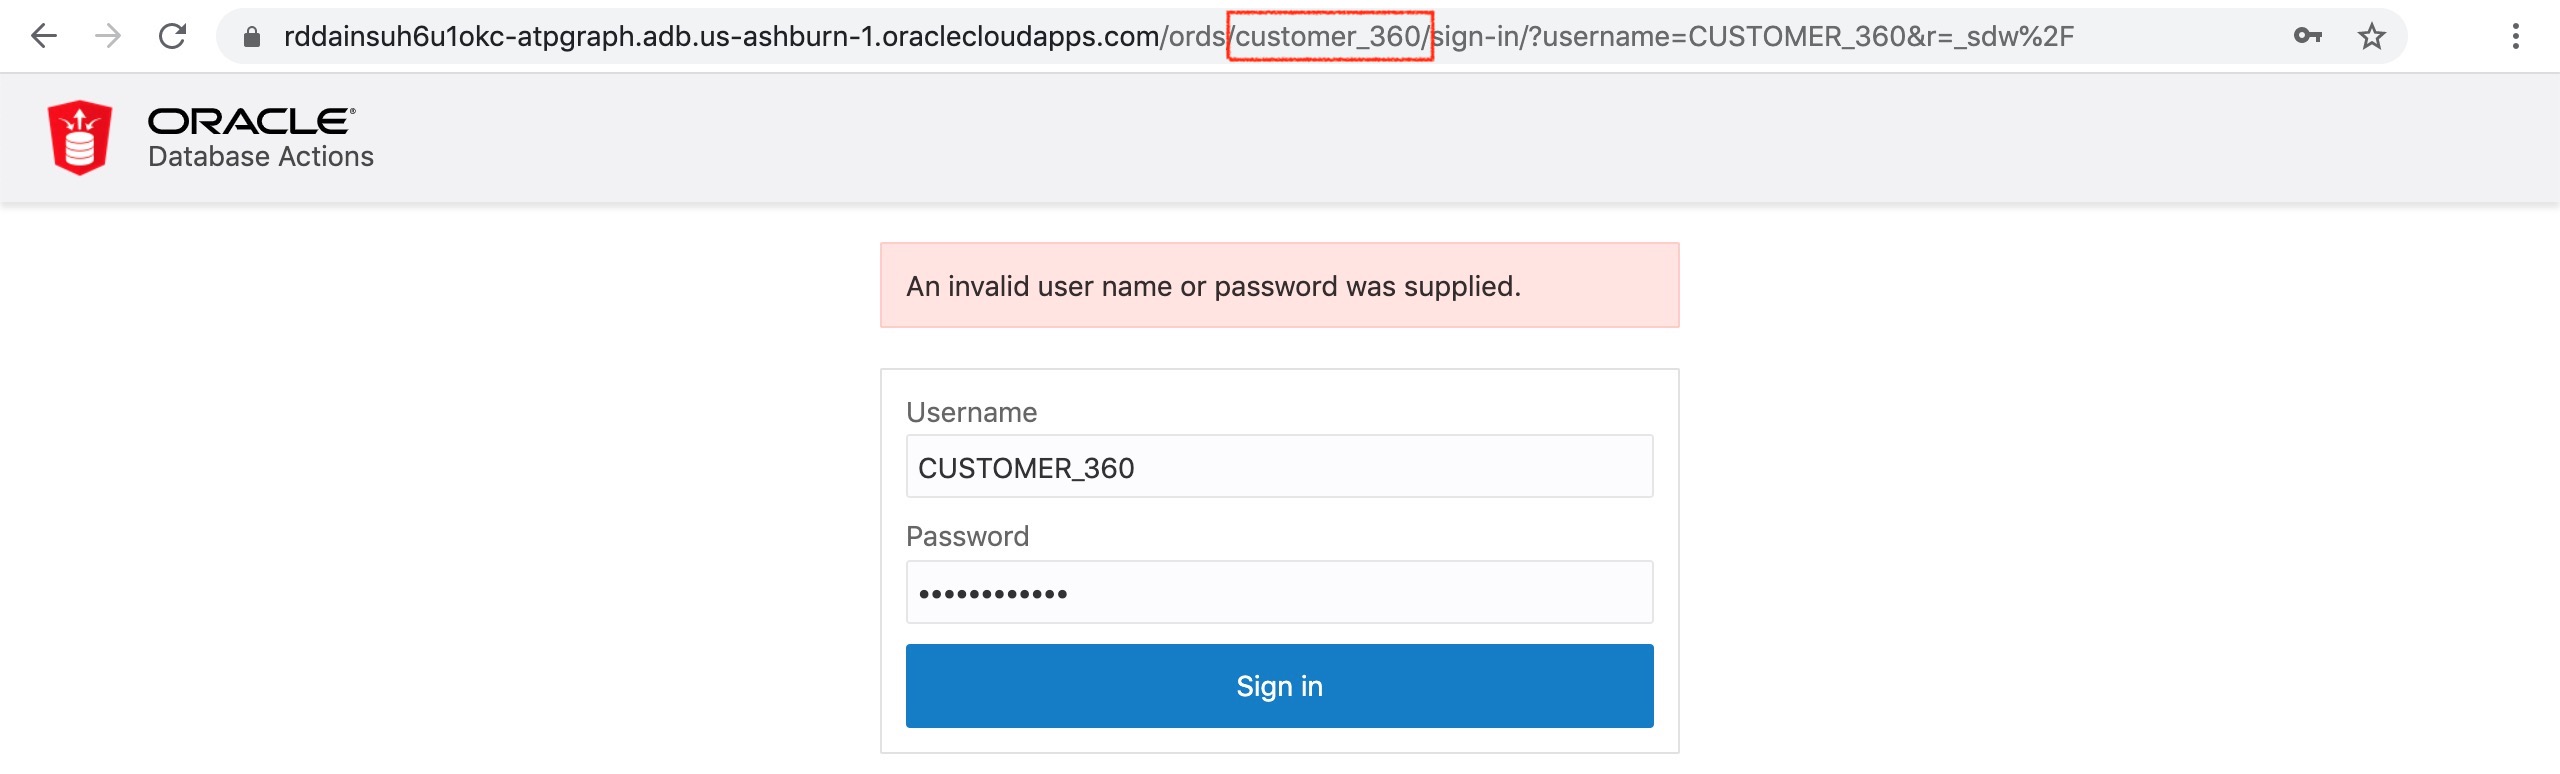 rddainsuh6u1okc-atpgraph.adb.us-ashburn-1.oraclecloudapps.com/ords/customer_360/sign-in/?username=CUSTOMER_360&r=_sdw%2F
ORACLE®
Database Actions
An invalid user name or password was supplied.
Username
CUSTOMER_360
Password
••••••••••••
Sign in